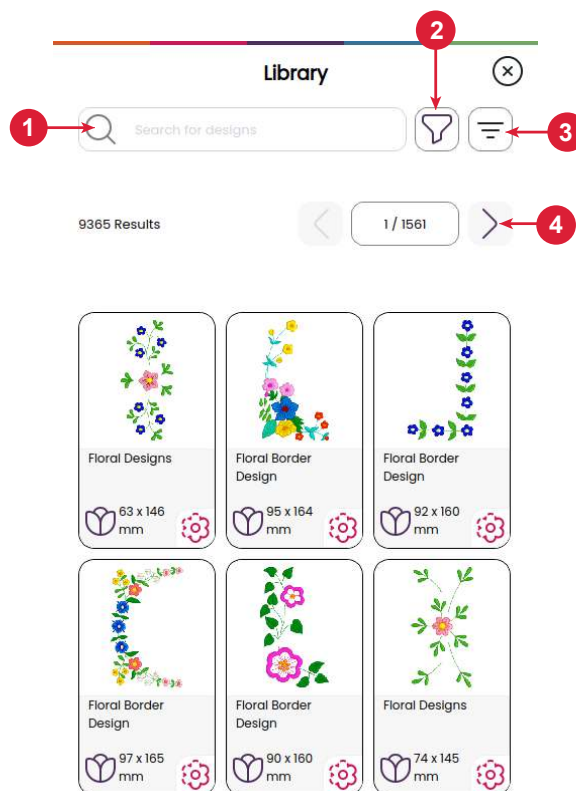 2
Library
1
Search for designs
3
9365 Results
1 / 1561
4
Floral Designs
63 x 146
mm
Floral Border
Design
95 x 164
mm
Floral Border
Design
92 x 160
mm
Floral Border
Design
97 x 165
mm
Floral Border
Design
90 x 160
mm
Floral Designs
74 x 145
mm